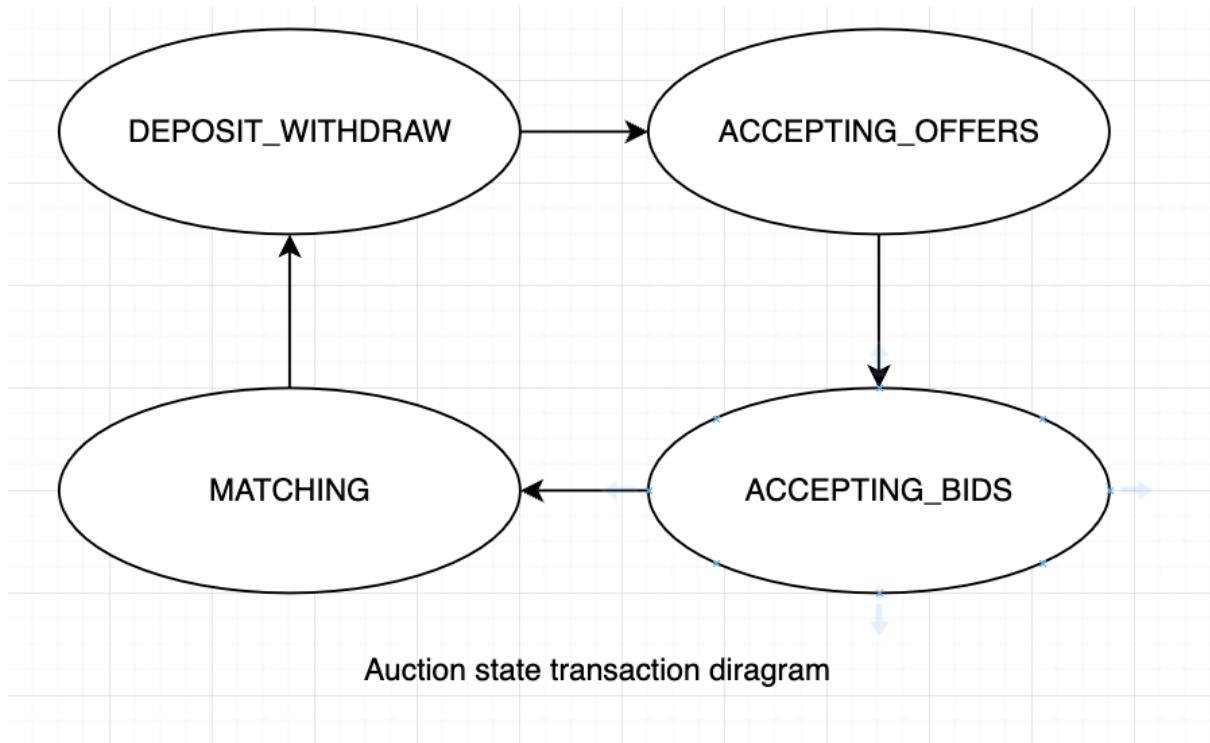 DEPOSIT_WITHDRAW
ACCEPTING_OFFERS
MATCHING
ACCEPTING_BIDS
Auction state transaction diragram